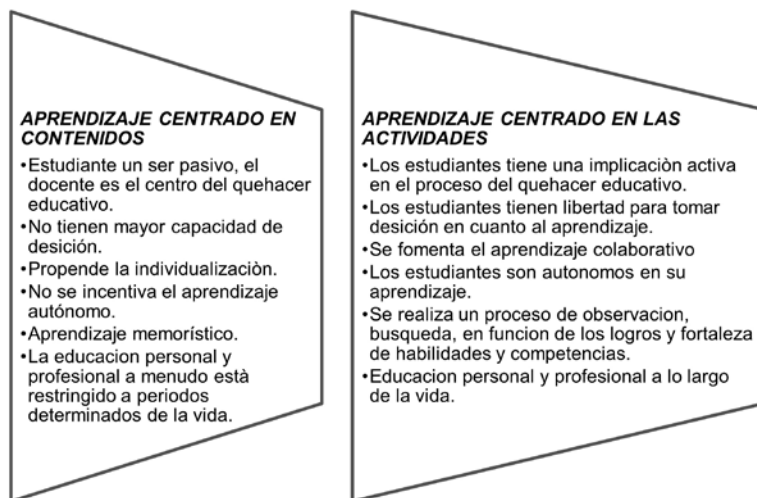 APRENDIZAJE CENTRADO EN
CONTENIDOS
•Estudiante un ser pasivo, el
docente es el centro del quehacer
educativo.
•No tienen mayor capacidad de
desición.
•Propende la individualizaciòn.
•No se incentiva el aprendizaje
autónomo.
•Aprendizaje memorístico.
•La educacion personal y
profesional a menudo està
restringido a periodos
determinados de la vida.
APRENDIZAJE CENTRADO EN LAS
ACTIVIDADES
•Los estudiantes tiene una implicaciòn activa
en el proceso del quehacer educativo.
•Los estudiantes tienen libertad para tomar
desición en cuanto al aprendizaje.
•Se fomenta el aprendizaje colaborativo
•Los estudiantes son autonomos en su
aprendizaje.
•Se realiza un proceso de observacion,
busqueda, en funcion de los logros y fortaleza
de habilidades y competencias.
•Educacion personal y profesional a lo largo
de la vida.